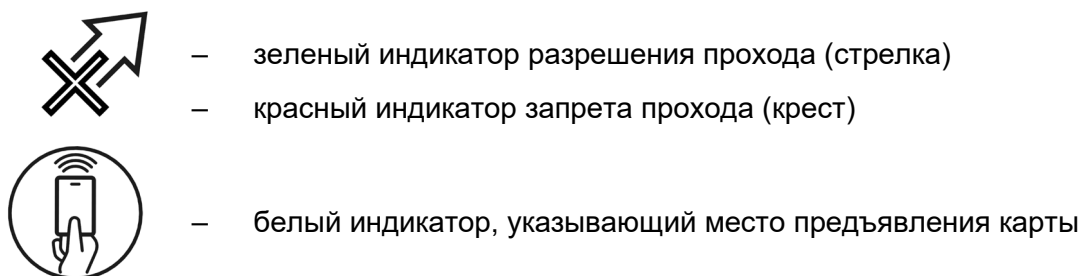 – зеленый индикатор разрешения прохода (стрелка)
– красный индикатор запрета прохода (крест)
– белый индикатор, указывающий место предъявления карты